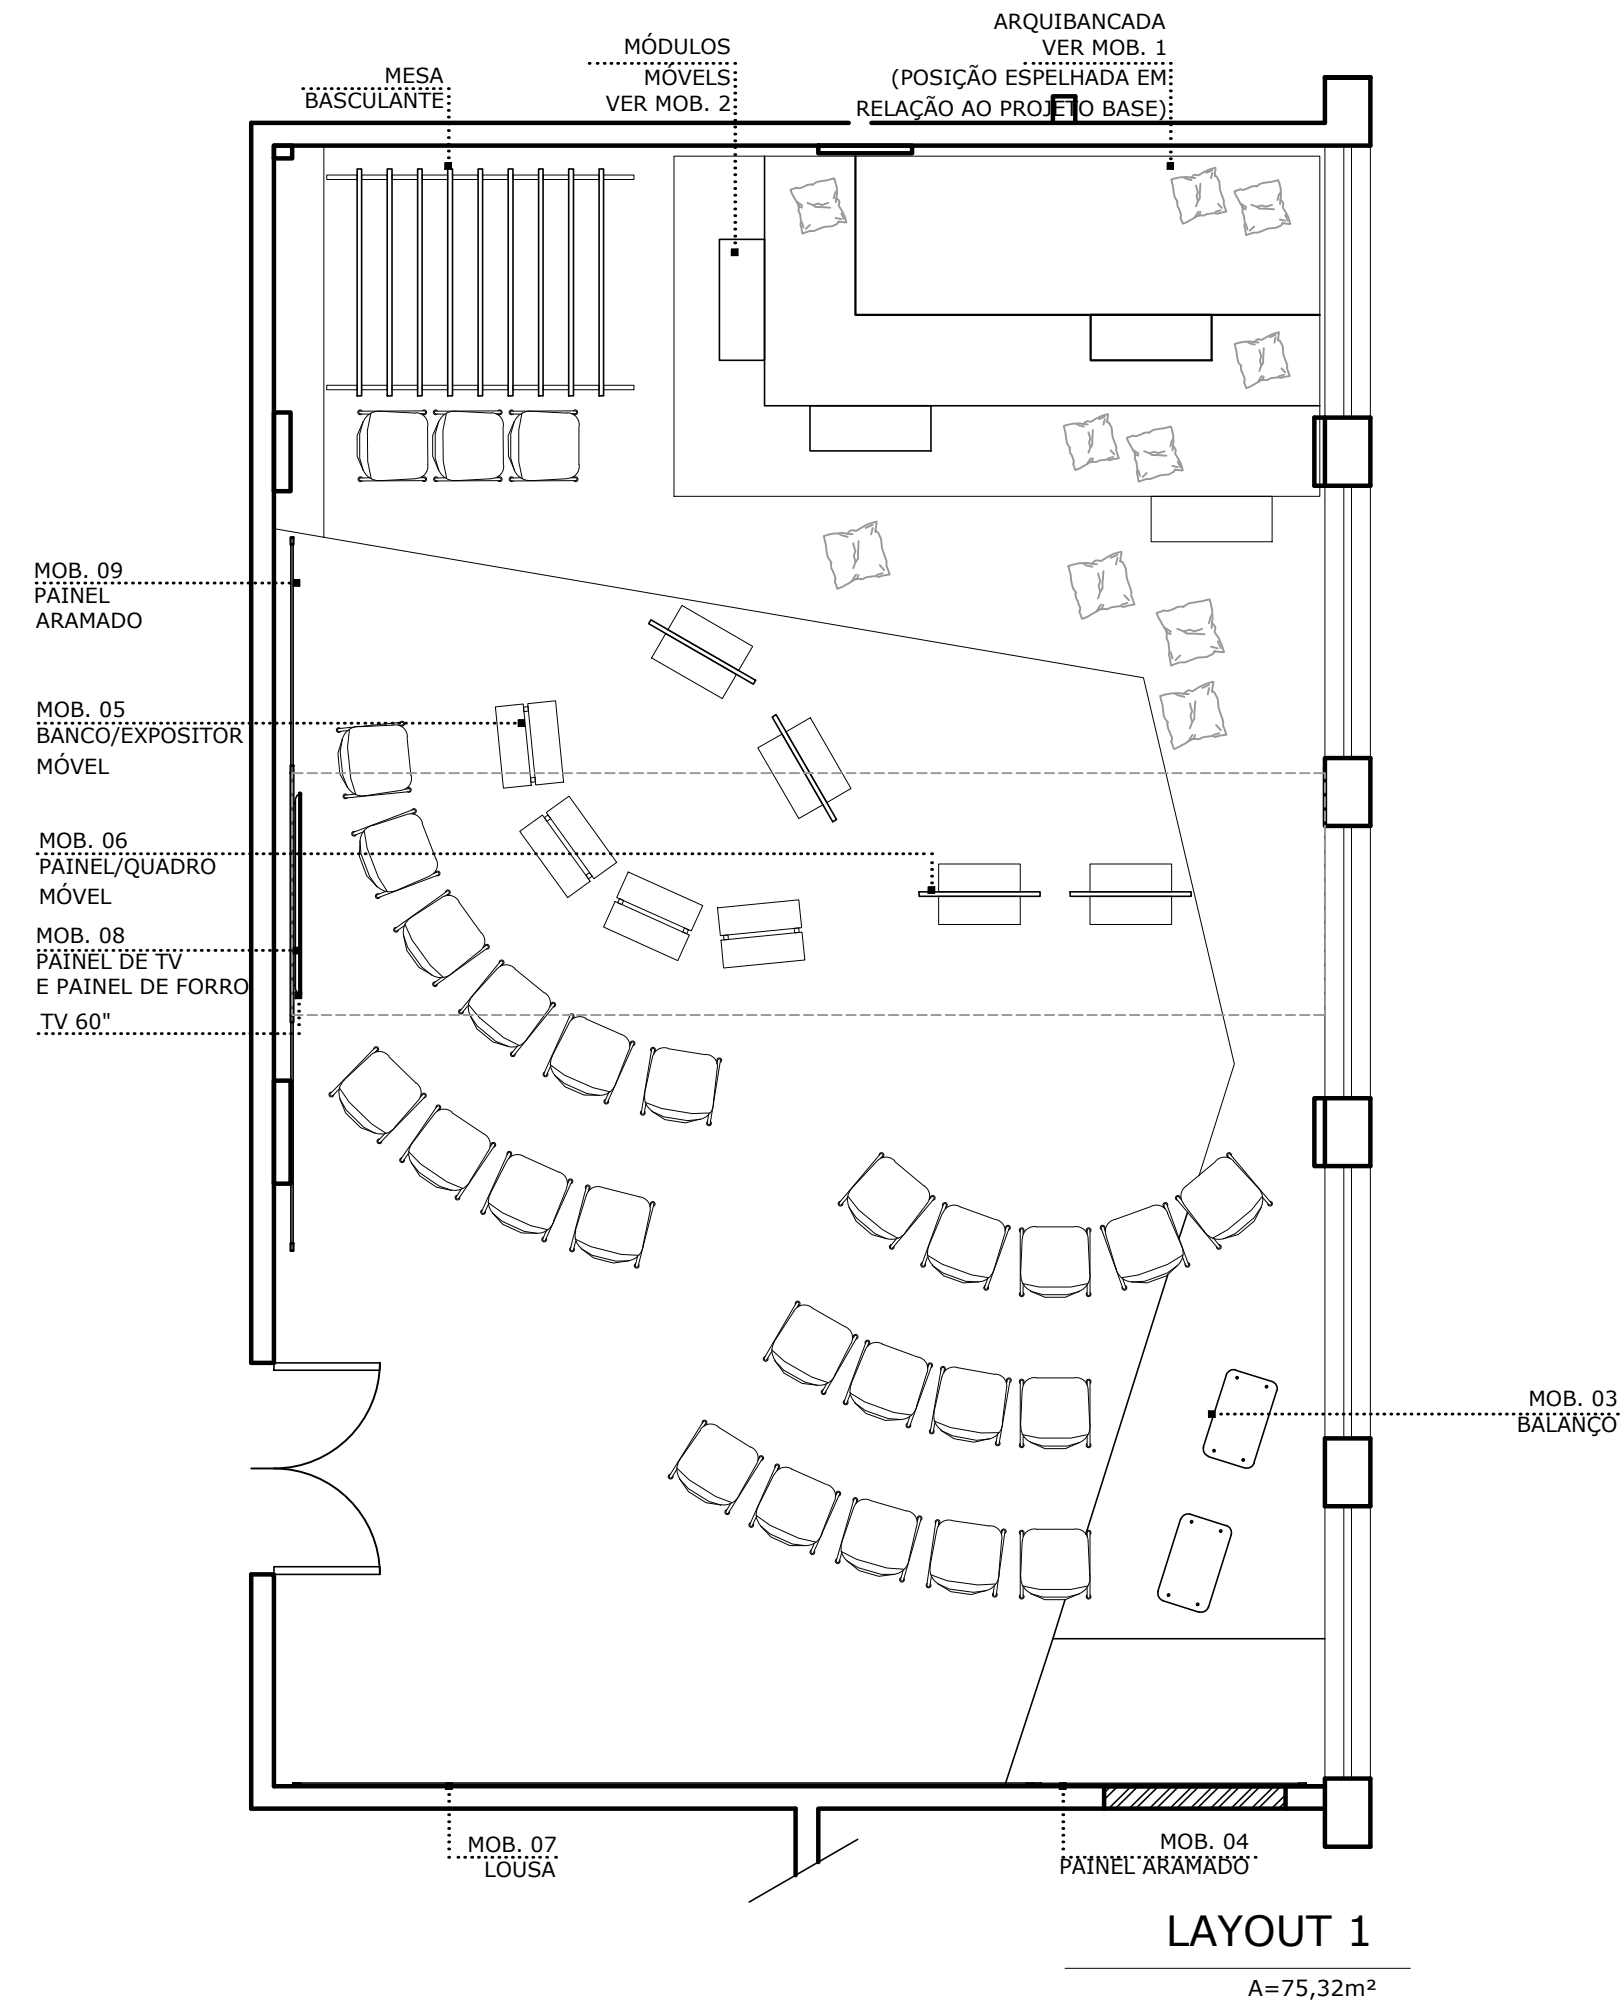 ARQUIBANCADA
VER MOB. 1
(POSIÇÃO ESPELHADA EM
RELAÇÃO AO PROJETO BASE)
MÓDULOS
MÓVELS
VER MOB. 2
MESA
BASCULANTE
MOB. 09
PAINEL
ARAMADO
MOB. 05
BANCO/EXPOSITOR
MÓVEL
MOB. 06
PAINEL/QUADRO
MÓVEL
MOB. 08
PAINEL DE TV
E PAINEL DE FORRO
TV 60"
MOB. 03
BALANÇO
MOB. 07
LOUSA
MOB. 04
PAINEL ARAMADO
LAYOUT 1
A=75,32m²